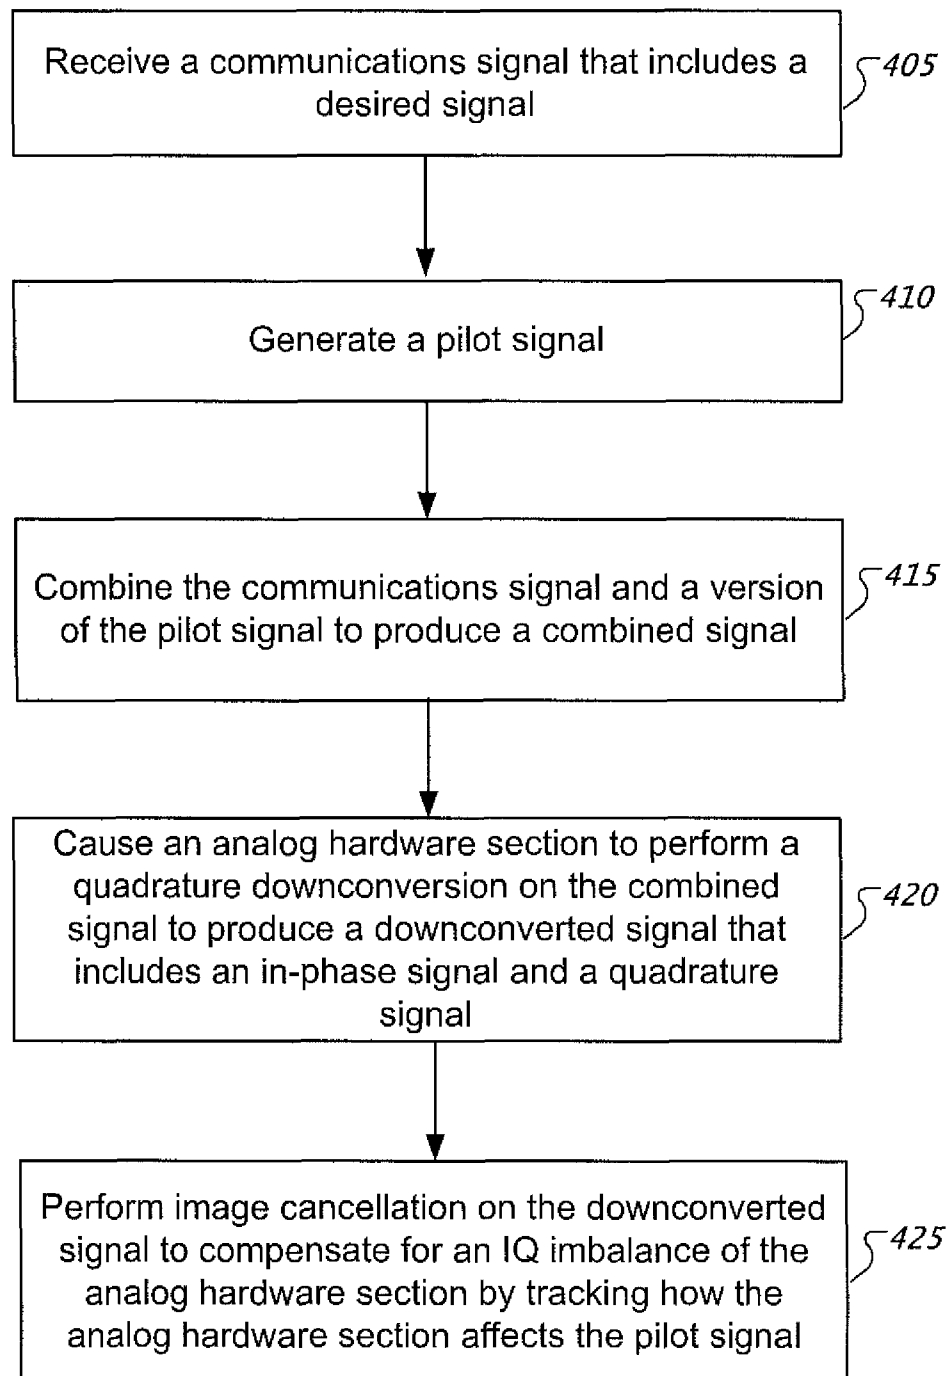 Receive a communications signal that includes a
desired signal
405
Generate a pilot signal
410
Combine the communications signal and a version
of the pilot signal to produce a combined signal
415
Cause an analog hardware section to perform a
quadrature downconversion on the combined
signal to produce a downconverted signal that
includes an in-phase signal and a quadrature
signal
420
Perform image cancellation on the downconverted
signal to compensate for an IQ imbalance of the
analog hardware section by tracking how the
analog hardware section affects the pilot signal
425